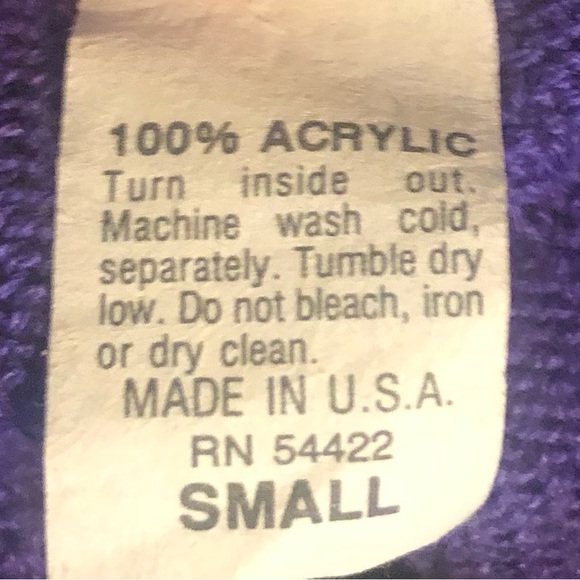 100% ACRYLIC
Turn inside out.
Machine wash cold,
separately. Tumble dry
low. Do not bleach, iron
or dry clean.
MADE IN U.S.A.
RN 54422
SMALL